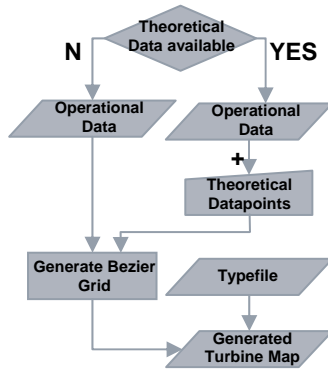 Theoretical
Data available
N
YES
Operational
Data
Operational
Data
+
Theoretical
Datapoints
Generate Bezier
Grid
Typefile
Generated
Turbine Map